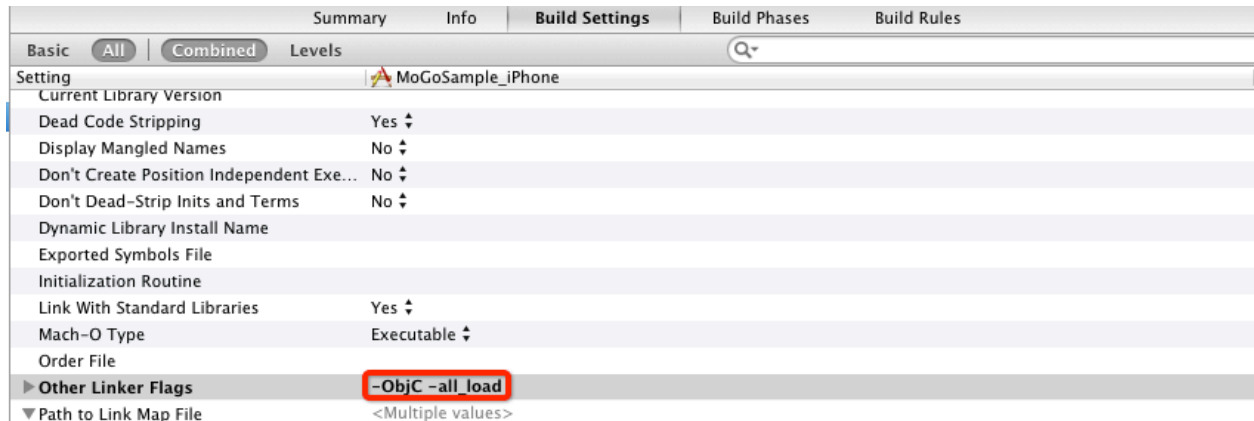 Summary Info Build Settings Build Phases Build Rules
Basic All Combined Levels
Setting MoGoSample_iPhone
Current Library Version
Dead Code Stripping Yes
Display Mangled Names No
Don't Create Position Independent Exe... No
Don't Dead-Strip Inits and Terms No
Dynamic Library Install Name
Exported Symbols File
Initialization Routine
Link With Standard Libraries Yes
Mach-O Type Executable
Order File
Other Linker Flags -ObjC -all_load
Path to Link Map File <Multiple values>